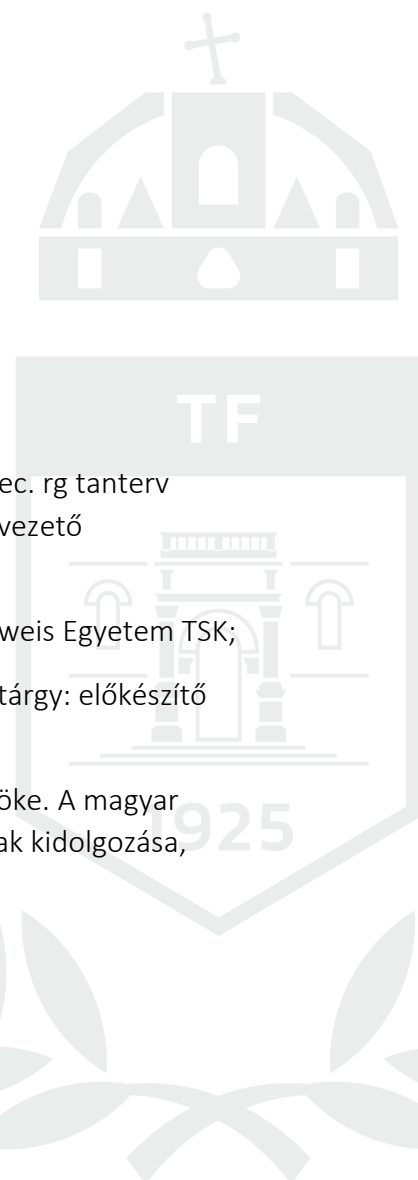 TF
ec. rg tanterv
vezető
weis Egyetem TSK;
tárgy: előkészítő
öke. A magyar
ak kidolgozása,
1925